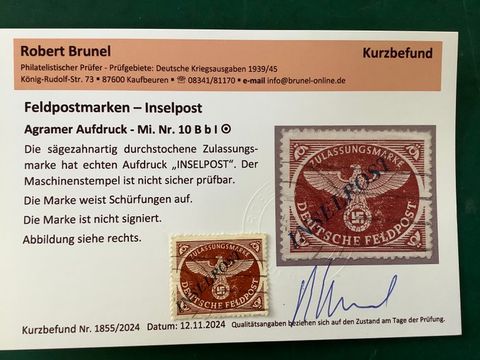 Robert Brunel
Kurzbefund
Philatelistischer Prüfer - Prüfgebiete: Deutsche Kriegsausgaben 1939/45
König-Rudolf-Str. 73 ■ 87600 Kaufbeuren ■ ☏ 08341/81170 ■ e-mail info@brunel-online.de
Feldpostmarken – Inselpost
Agramer Aufdruck - Mi. Nr. 10 B b I ⊙
Die sägezahnartig durchstochene Zulassungs-
marke hat echten Aufdruck „INSELPOST". Der
Maschinenstempel ist nicht sicher prüfbar.
Die Marke weist Schürfungen auf.
Die Marke ist nicht signiert.
Abbildung siehe rechts.
ZULASSUNGSMARKE
INSELPOST
DEUTSCHE FELDPOST
ZULASSUNGSMARKE
INSELPOST
DEUTSCHE FELDPOST
Kurzbefund Nr. 1855/2024 Datum: 12.11.2024 Qualitätsangaben beziehen sich auf den Zustand am Tage der Prüfung.